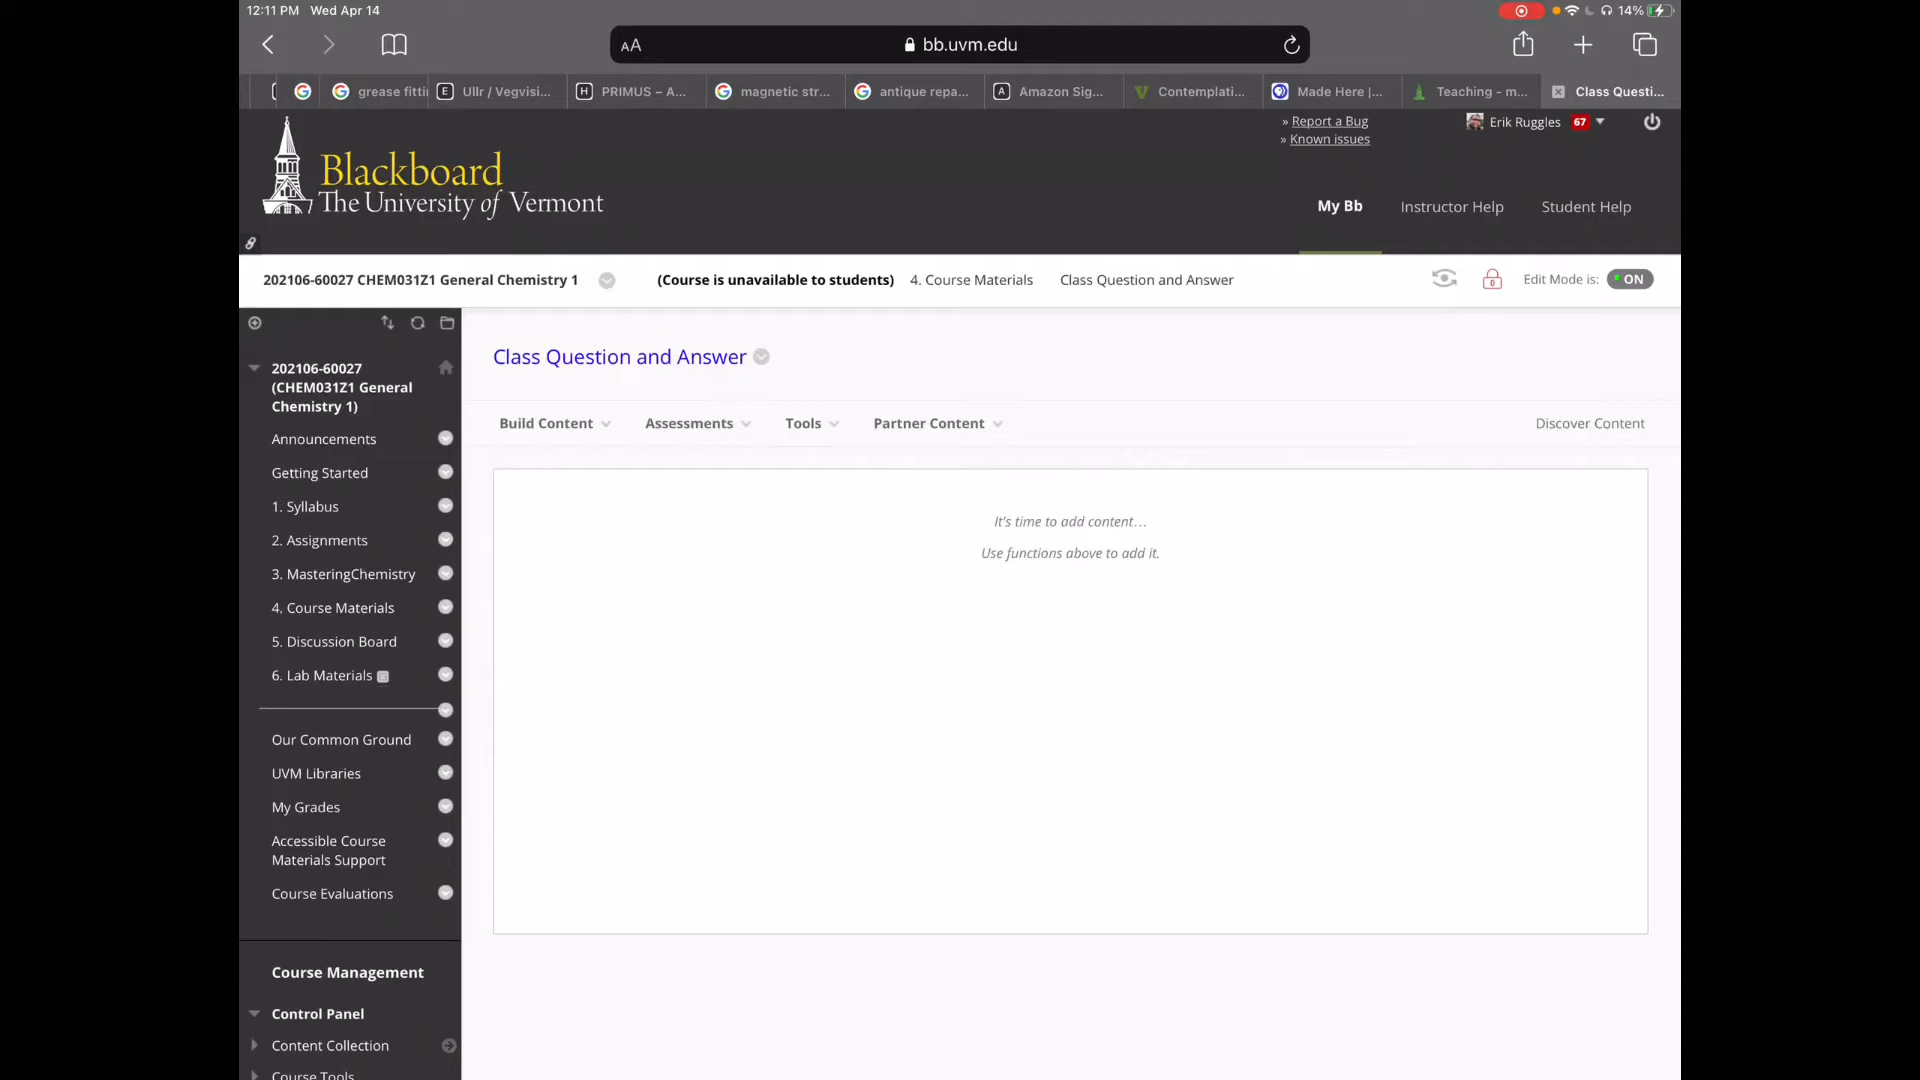 12:11 PM Wed Apr 14
14%
AA
bb.uvm.edu
grease fittii
E Ullr / Vegvisi...
H PRIMUS – A...
magnetic str...
antique repa...
A Amazon Sig...
Contemplati...
Made Here |...
Teaching - m...
Class Questi...
» Report a Bug
» Known issues
Erik Ruggles 67
Blackboard
The University of Vermont
My Bb
Instructor Help
Student Help
202106-60027 CHEM031Z1 General Chemistry 1
(Course is unavailable to students)
4. Course Materials
Class Question and Answer
Edit Mode is:
ON
202106-60027
(CHEM031Z1 General
Chemistry 1)
Announcements
Getting Started
1. Syllabus
2. Assignments
3. MasteringChemistry
4. Course Materials
5. Discussion Board
6. Lab Materials
Our Common Ground
UVM Libraries
My Grades
Accessible Course
Materials Support
Course Evaluations
Course Management
Control Panel
Content Collection
Course Tools
Class Question and Answer
Build Content
Assessments
Tools
Partner Content
Discover Content
It's time to add content...
Use functions above to add it.